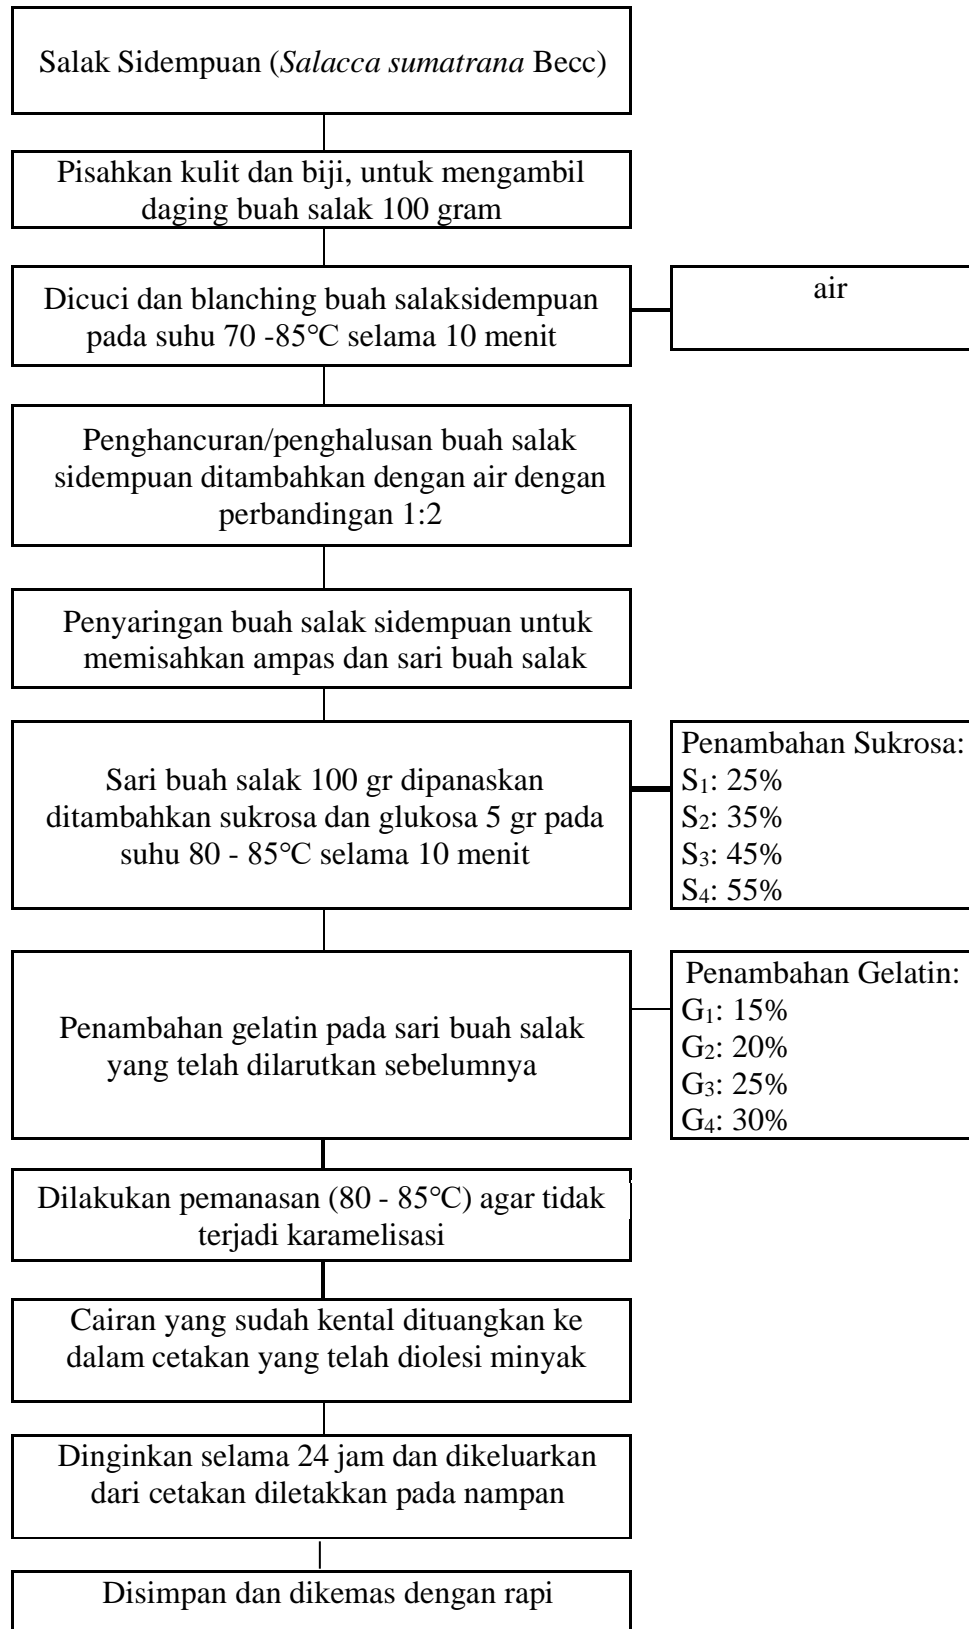 Salak Sidempuan (Salacca sumatrana Becc)
Pisahkan kulit dan biji, untuk mengambil
daging buah salak 100 gram
Dicuci dan blanching buah salaksidempuan
pada suhu 70 -85℃ selama 10 menit
air
Penghancuran/penghalusan buah salak
sidempuan ditambahkan dengan air dengan
perbandingan 1:2
Penyaringan buah salak sidempuan untuk
memisahkan ampas dan sari buah salak
Sari buah salak 100 gr dipanaskan
ditambahkan sukrosa dan glukosa 5 gr pada
suhu 80 - 85℃ selama 10 menit
Penambahan Sukrosa:
S1: 25%
S2: 35%
S3: 45%
S4: 55%
Penambahan gelatin pada sari buah salak
yang telah dilarutkan sebelumnya
Penambahan Gelatin:
G1: 15%
G2: 20%
G3: 25%
G4: 30%
Dilakukan pemanasan (80 - 85℃) agar tidak
terjadi karamelisasi
Cairan yang sudah kental dituangkan ke
dalam cetakan yang telah diolesi minyak
Dinginkan selama 24 jam dan dikeluarkan
dari cetakan diletakkan pada nampan
Disimpan dan dikemas dengan rapi